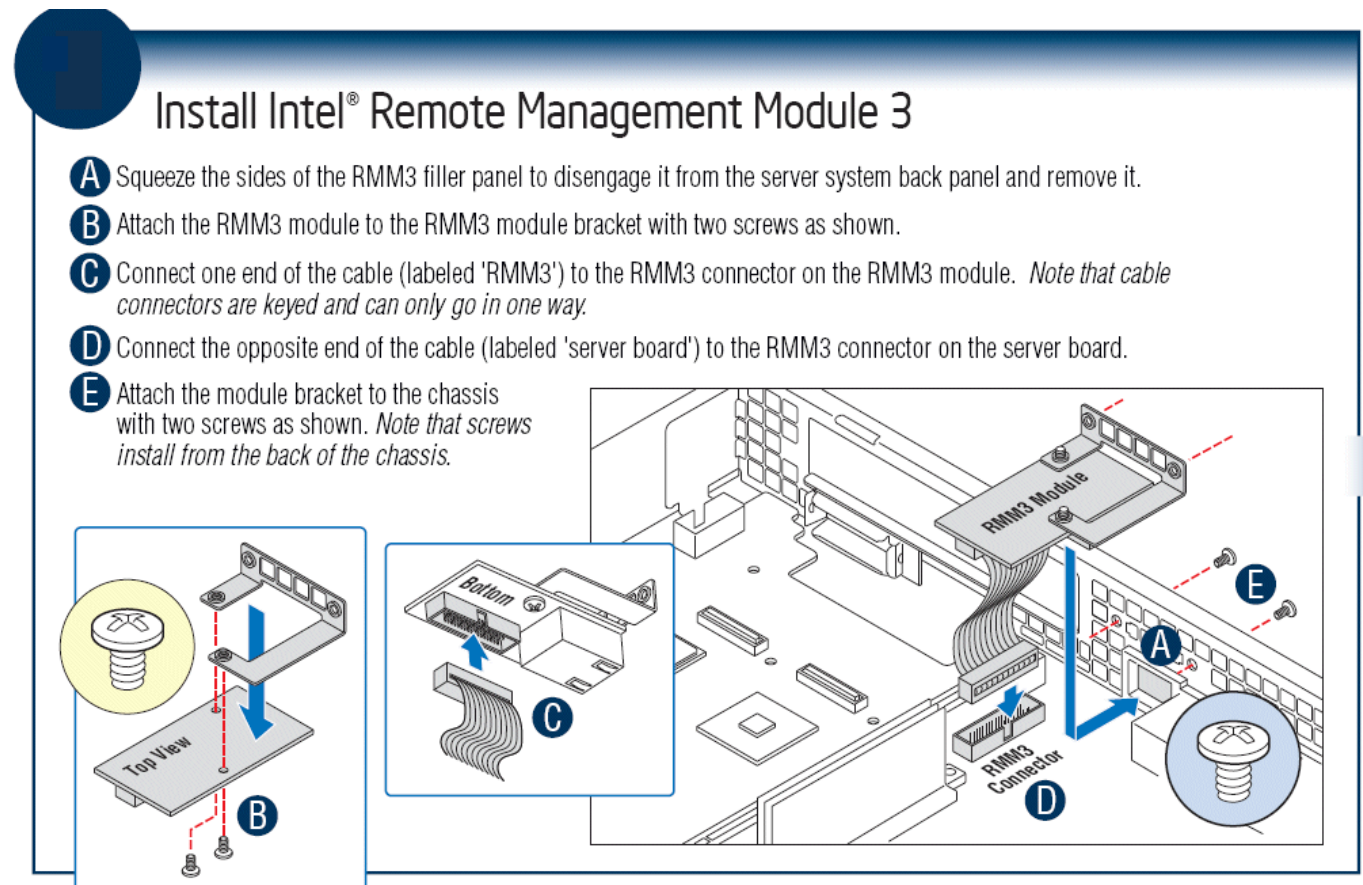 Install Intel® Remote Management Module 3
A Squeeze the sides of the RMM3 filler panel to disengage it from the server system back panel and remove it.
B Attach the RMM3 module to the RMM3 module bracket with two screws as shown.
C Connect one end of the cable (labeled 'RMM3') to the RMM3 connector on the RMM3 module. Note that cable
connectors are keyed and can only go in one way.
D Connect the opposite end of the cable (labeled 'server board') to the RMM3 connector on the server board.
E Attach the module bracket to the chassis
with two screws as shown. Note that screws
install from the back of the chassis.
Top View
B
Bottom
C
RMM3 Module
E
A
RMM3
Connector
D